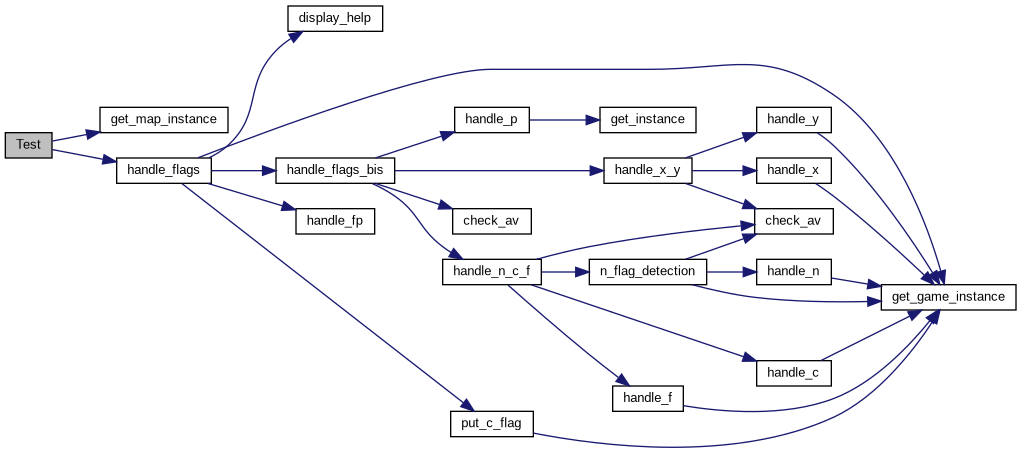 display_help
get_map_instance
handle_p
get_instance
handle_y
Test
handle_flags
handle_flags_bis
handle_x_y
handle_x
handle_fp
check_av
check_av
handle_n_c_f
n_flag_detection
handle_n
get_game_instance
handle_c
handle_f
put_c_flag